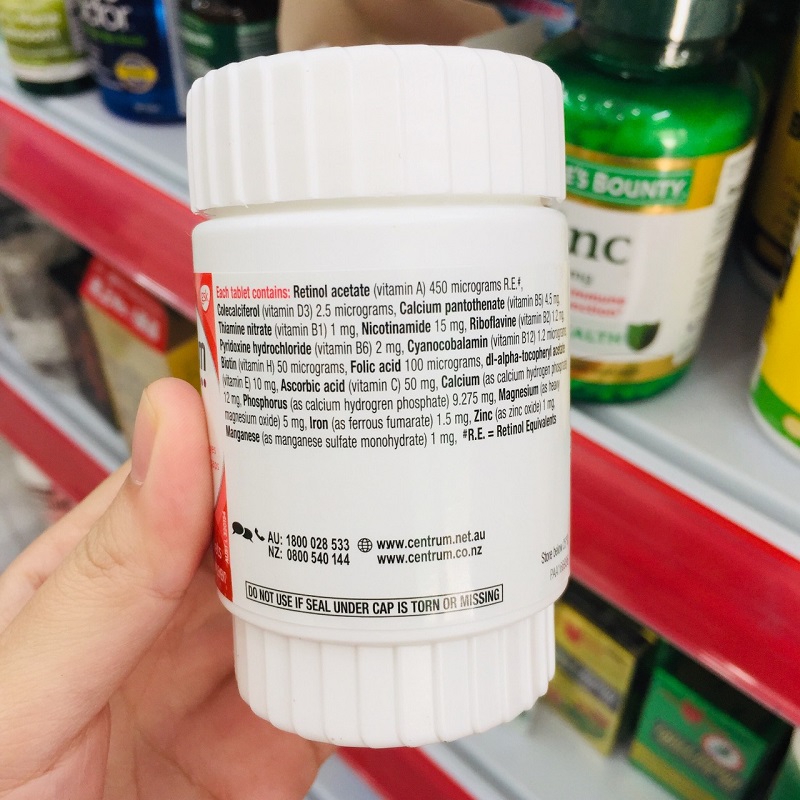 Each tablet contains: Retinol acetate (vitamin A) 450 micrograms R.E.#,
Colecalciferol (vitamin D3) 2.5 micrograms, Calcium pantothenate (vitamin B5) 4.5 mg,
Thiamine nitrate (vitamin B1) 1 mg, Nicotinamide 15 mg, Riboflavine (vitamin B2) 1.2 mg,
Pyridoxine hydrochloride (vitamin B6) 2 mg, Cyanocobalamin (vitamin B12) 1.2 micrograms,
Biotin (vitamin H) 50 micrograms, Folic acid 100 micrograms, dl-alpha-tocopheryl acetate
(vitamin E) 10 mg, Ascorbic acid (vitamin C) 50 mg, Calcium (as calcium hydrogen phosphate)
12 mg, Phosphorus (as calcium hydrogren phosphate) 9.275 mg, Magnesium (as heavy
magnesium oxide) 5 mg, Iron (as ferrous fumarate) 1.5 mg, Zinc (as zinc oxide) 1 mg,
Manganese (as manganese sulfate monohydrate) 1 mg, #R.E. = Retinol Equivalents
AU: 1800 028 533 www.centrum.net.au
NZ: 0800 540 144 www.centrum.co.nz
Store below
DO NOT USE IF SEAL UNDER CAP IS TORN OR MISSING
E'S BOUNTY
nc